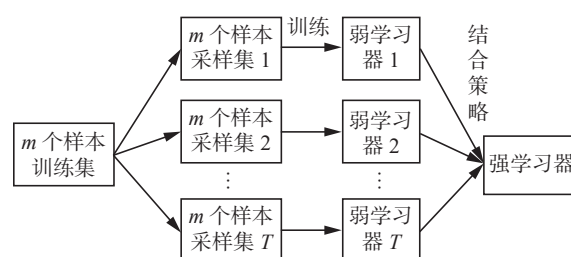 m 个样本
训练集
m 个样本
采样集 1
训练
弱学习
器 1
m 个样本
采样集 2
弱学习
器 2
⋮
⋮
m 个样本
采样集 T
弱学习
器 T
结合策略
强学习器